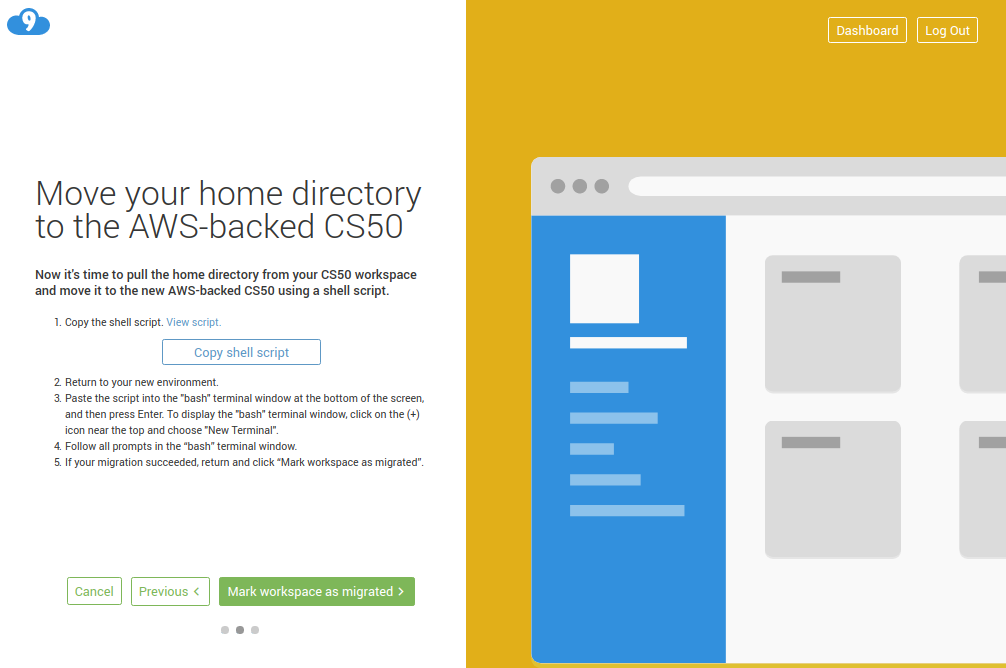 9
Dashboard
Log Out
Move your home directory
to the AWS-backed CS50
Now it's time to pull the home directory from your CS50 workspace
and move it to the new AWS-backed CS50 using a shell script.
1. Copy the shell script. View script.
Copy shell script
2. Return to your new environment.
3. Paste the script into the "bash" terminal window at the bottom of the screen,
and then press Enter. To display the "bash" terminal window, click on the (+)
icon near the top and choose "New Terminal".
4. Follow all prompts in the “bash” terminal window.
5. If your migration succeeded, return and click “Mark workspace as migrated”.
Cancel
Previous <
Mark workspace as migrated >